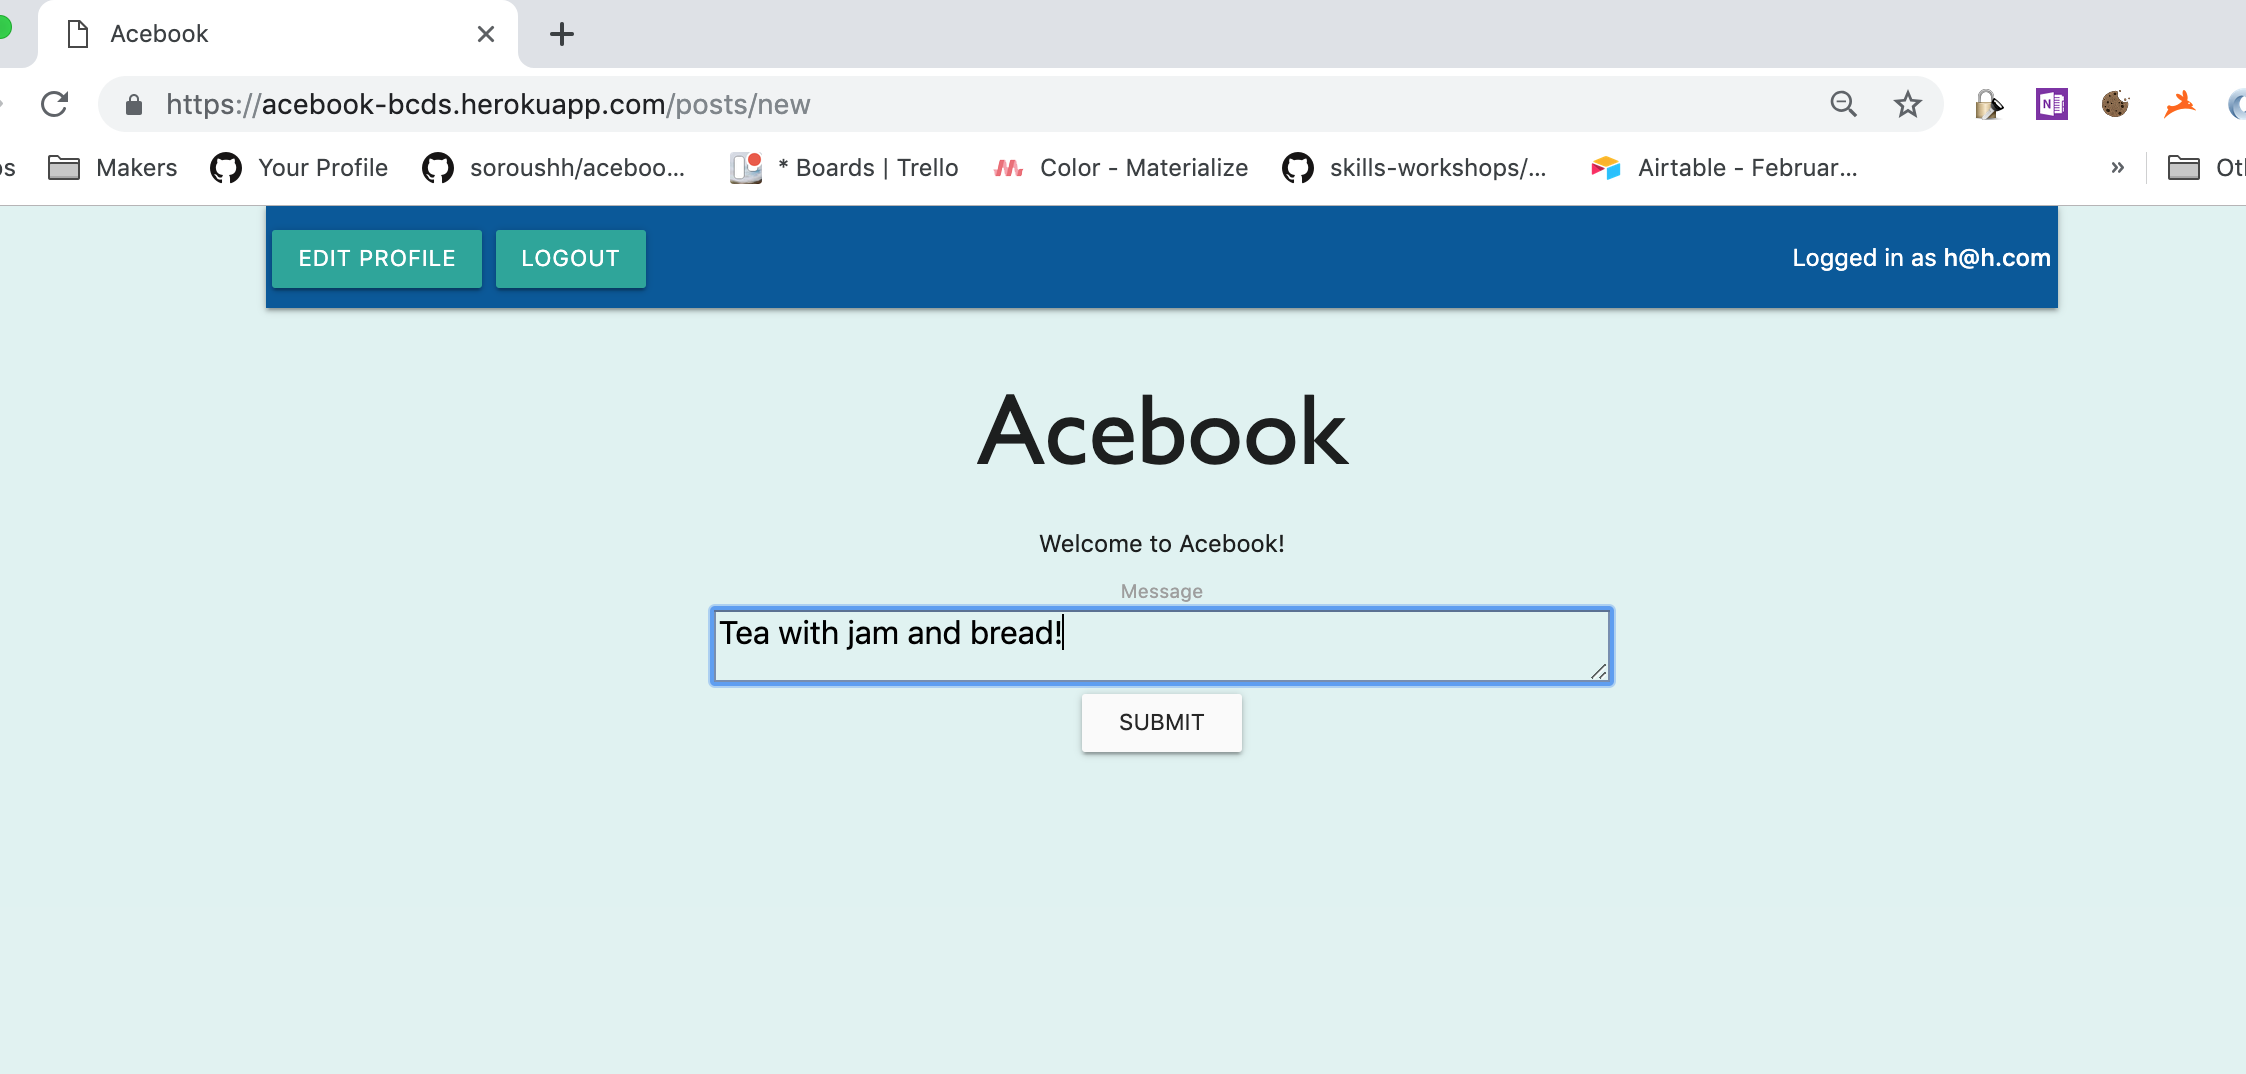 Acebook
https://acebook-bcds.herokuapp.com/posts/new
Makers Your Profile soroushh/aceboo... * Boards | Trello Color - Materialize skills-workshops/... Airtable - Februar... »
EDIT PROFILE LOGOUT Logged in as h@h.com
Acebook
Welcome to Acebook!
Message
Tea with jam and bread!
SUBMIT